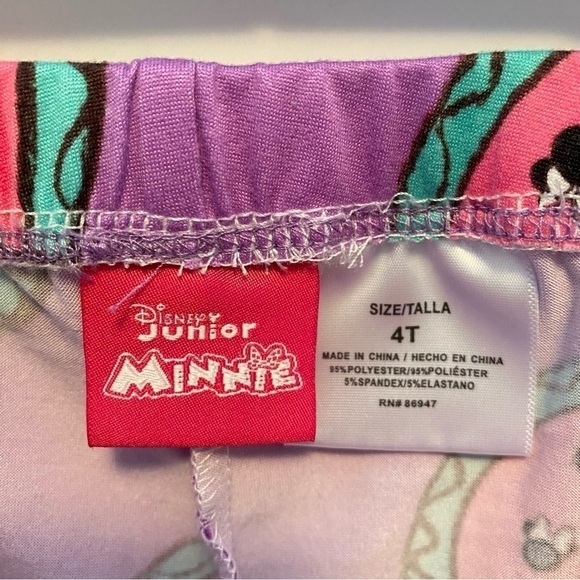 Disney
Junior
MINNIE
SIZE/TALLA
4T
MADE IN CHINA / HECHO EN CHINA
95%POLYESTER/95%POLIÉSTER
5%SPANDEX/5%ELASTANO
RN# 86947